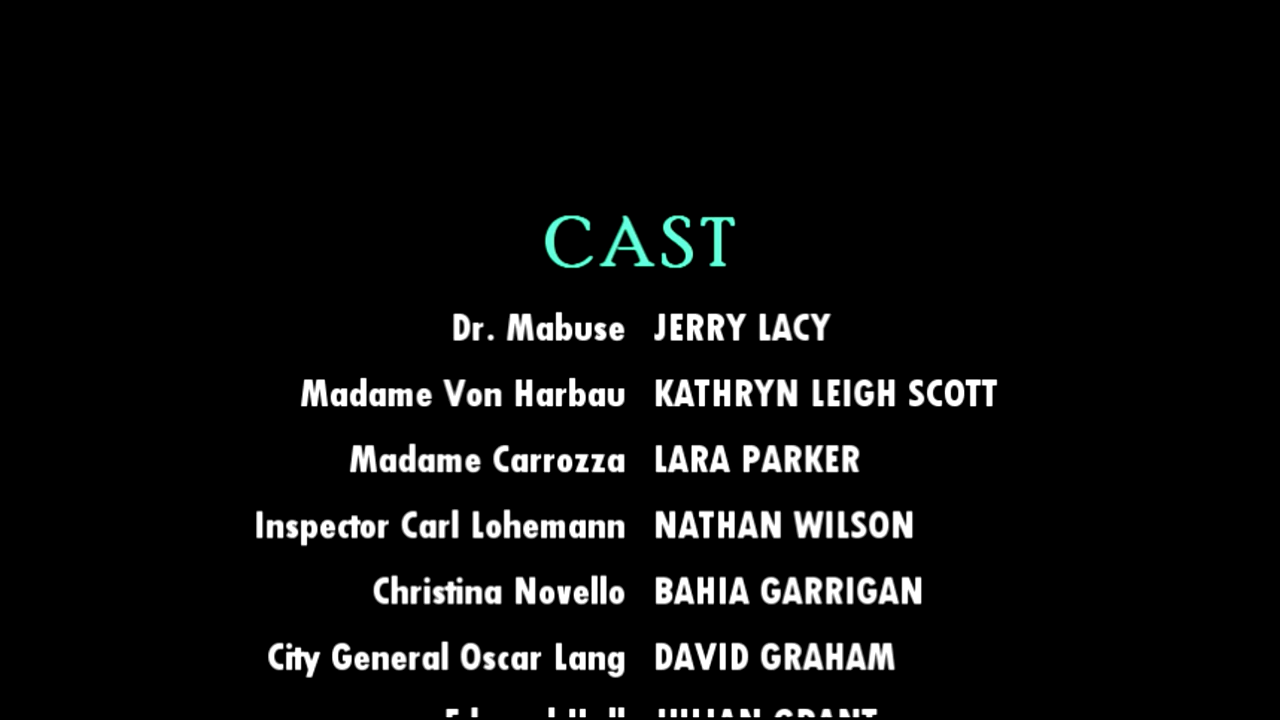 CAST
Dr. Mabuse JERRY LACY
Madame Von Harbau KATHRYN LEIGH SCOTT
Madame Carrozza LARA PARKER
Inspector Carl Lohemann NATHAN WILSON
Christina Novello BAHIA GARRIGAN
City General Oscar Lang DAVID GRAHAM